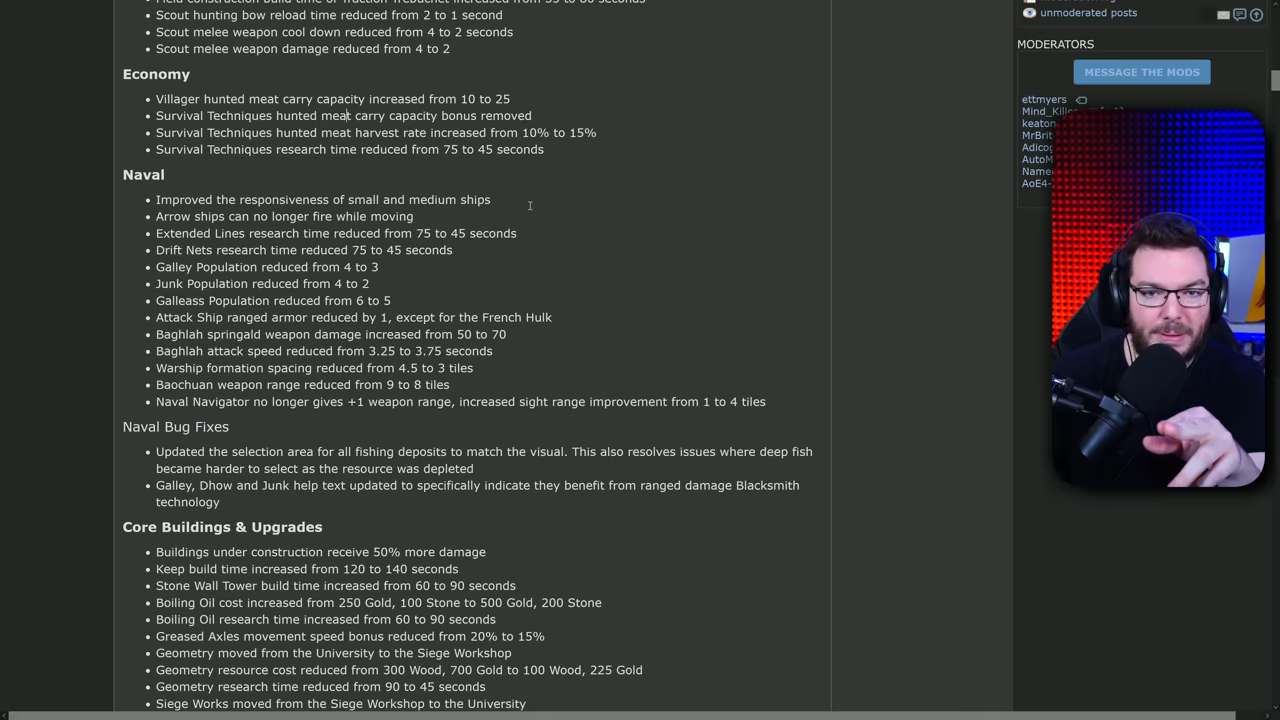 Scout hunting bow reload time reduced from 2 to 1 second
Scout melee weapon cool down reduced from 4 to 2 seconds
Scout melee weapon damage reduced from 4 to 2
Economy
Villager hunted meat carry capacity increased from 10 to 25
Survival Techniques hunted meat carry capacity bonus removed
Survival Techniques hunted meat harvest rate increased from 10% to 15%
Survival Techniques research time reduced from 75 to 45 seconds
Naval
Improved the responsiveness of small and medium ships
Arrow ships can no longer fire while moving
Extended Lines research time reduced from 75 to 45 seconds
Drift Nets research time reduced 75 to 45 seconds
Galley Population reduced from 4 to 3
Junk Population reduced from 4 to 2
Galleass Population reduced from 6 to 5
Attack Ship ranged armor reduced by 1, except for the French Hulk
Baghlah springald weapon damage increased from 50 to 70
Baghlah attack speed reduced from 3.25 to 3.75 seconds
Warship formation spacing reduced from 4.5 to 3 tiles
Baochuan weapon range reduced from 9 to 8 tiles
Naval Navigator no longer gives +1 weapon range, increased sight range improvement from 1 to 4 tiles
Naval Bug Fixes
Updated the selection area for all fishing deposits to match the visual. This also resolves issues where deep fish
became harder to select as the resource was depleted
Galley, Dhow and Junk help text updated to specifically indicate they benefit from ranged damage Blacksmith
technology
Core Buildings & Upgrades
Buildings under construction receive 50% more damage
Keep build time increased from 120 to 140 seconds
Stone Wall Tower build time increased from 60 to 90 seconds
Boiling Oil cost increased from 250 Gold, 100 Stone to 500 Gold, 200 Stone
Boiling Oil research time increased from 60 to 90 seconds
Greased Axles movement speed bonus reduced from 20% to 15%
Geometry moved from the University to the Siege Workshop
Geometry resource cost reduced from 300 Wood, 700 Gold to 100 Wood, 225 Gold
Geometry research time reduced from 90 to 45 seconds
Siege Works moved from the Siege Workshop to the University
unmoderated posts
MODERATORS
MESSAGE THE MODS
ettmyers